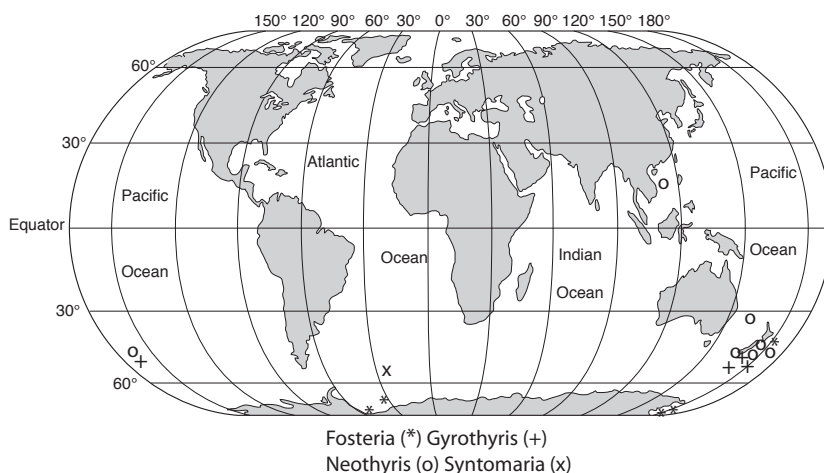 150° 120° 90° 60° 30° 0° 30° 60° 90° 120° 150° 180°
60°
30°
Atlantic
Pacific
Pacific
Equator
Ocean
Indian
Ocean
Ocean
Ocean
30°
60°
Fosteria (*) Gyrothyris (+)
Neothyris (o) Syntomaria (x)